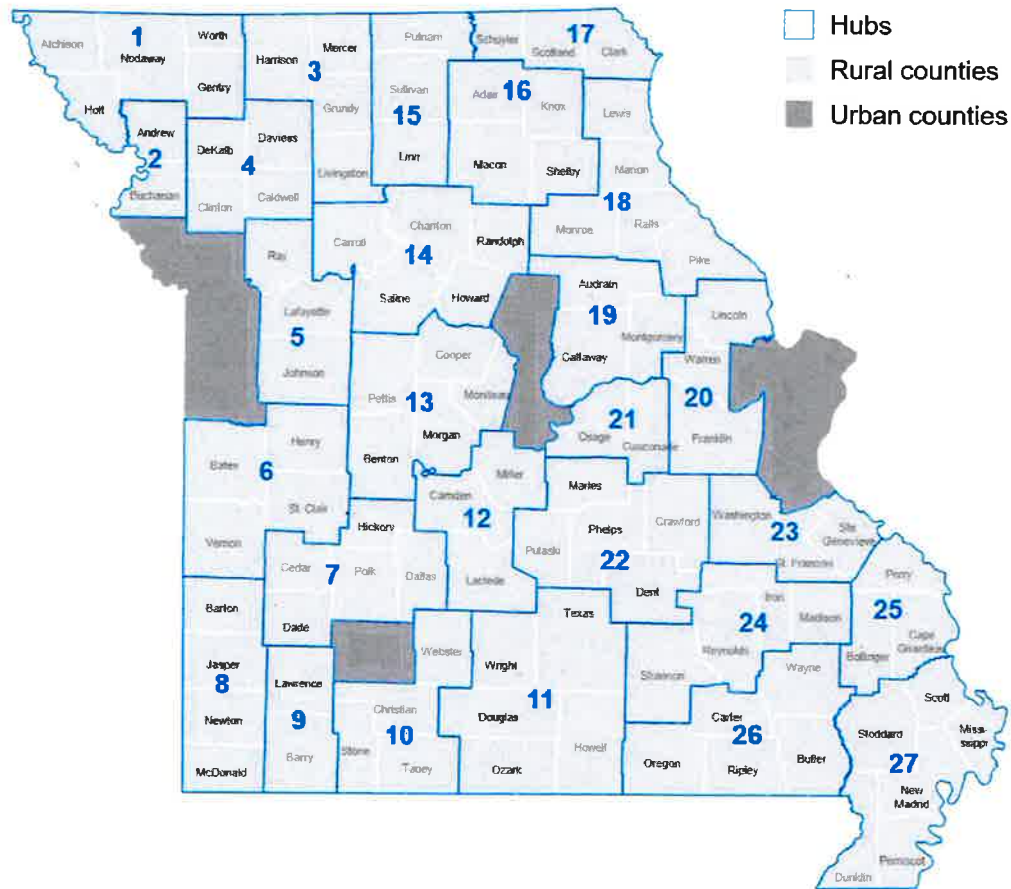 Hubs
Rural counties
Urban counties
1
Atchison
Nodaway
Worth
Gentry
Holt
2
Andrew
Buchanan
3
Harrison
Mercer
Grundy
Livingston
4
DeKalb
Daviess
Clinton
Caldwell
5
Ray
Lafayette
Johnson
6
Bates
Henry
St. Clair
Vernon
7
Hickory
Cedar
Polk
Dallas
Dade
8
Barton
Jasper
Newton
McDonald
9
Lawrence
Barry
10
Webster
Christian
Stone
Taney
11
Texas
Wright
Douglas
Ozark
Howell
12
Miller
Camden
Laclede
13
Cooper
Pettis
Moniteau
Morgan
Benton
14
Chariton
Carroll
Randolph
Saline
Howard
15
Putnam
Sullivan
Linn
16
Adair
Knox
Macon
Shelby
17
Schuyler
Scotland
Clark
18
Lewis
Marion
Monroe
Ralls
Pike
19
Audrain
Montgomery
Callaway
20
Lincoln
Warren
Franklin
21
Osage
Gasconade
22
Maries
Phelps
Crawford
Pulaski
Dent
23
Washington
Ste
Genevieve
St. Francois
24
Iron
Madison
Reynolds
Shannon
25
Perry
Cape
Girardeau
Bollinger
26
Wayne
Carter
Oregon
Ripley
Butler
27
Scott
Stoddard
Missi-
ssippi
New
Madrid
Pemiscot
Dunklin